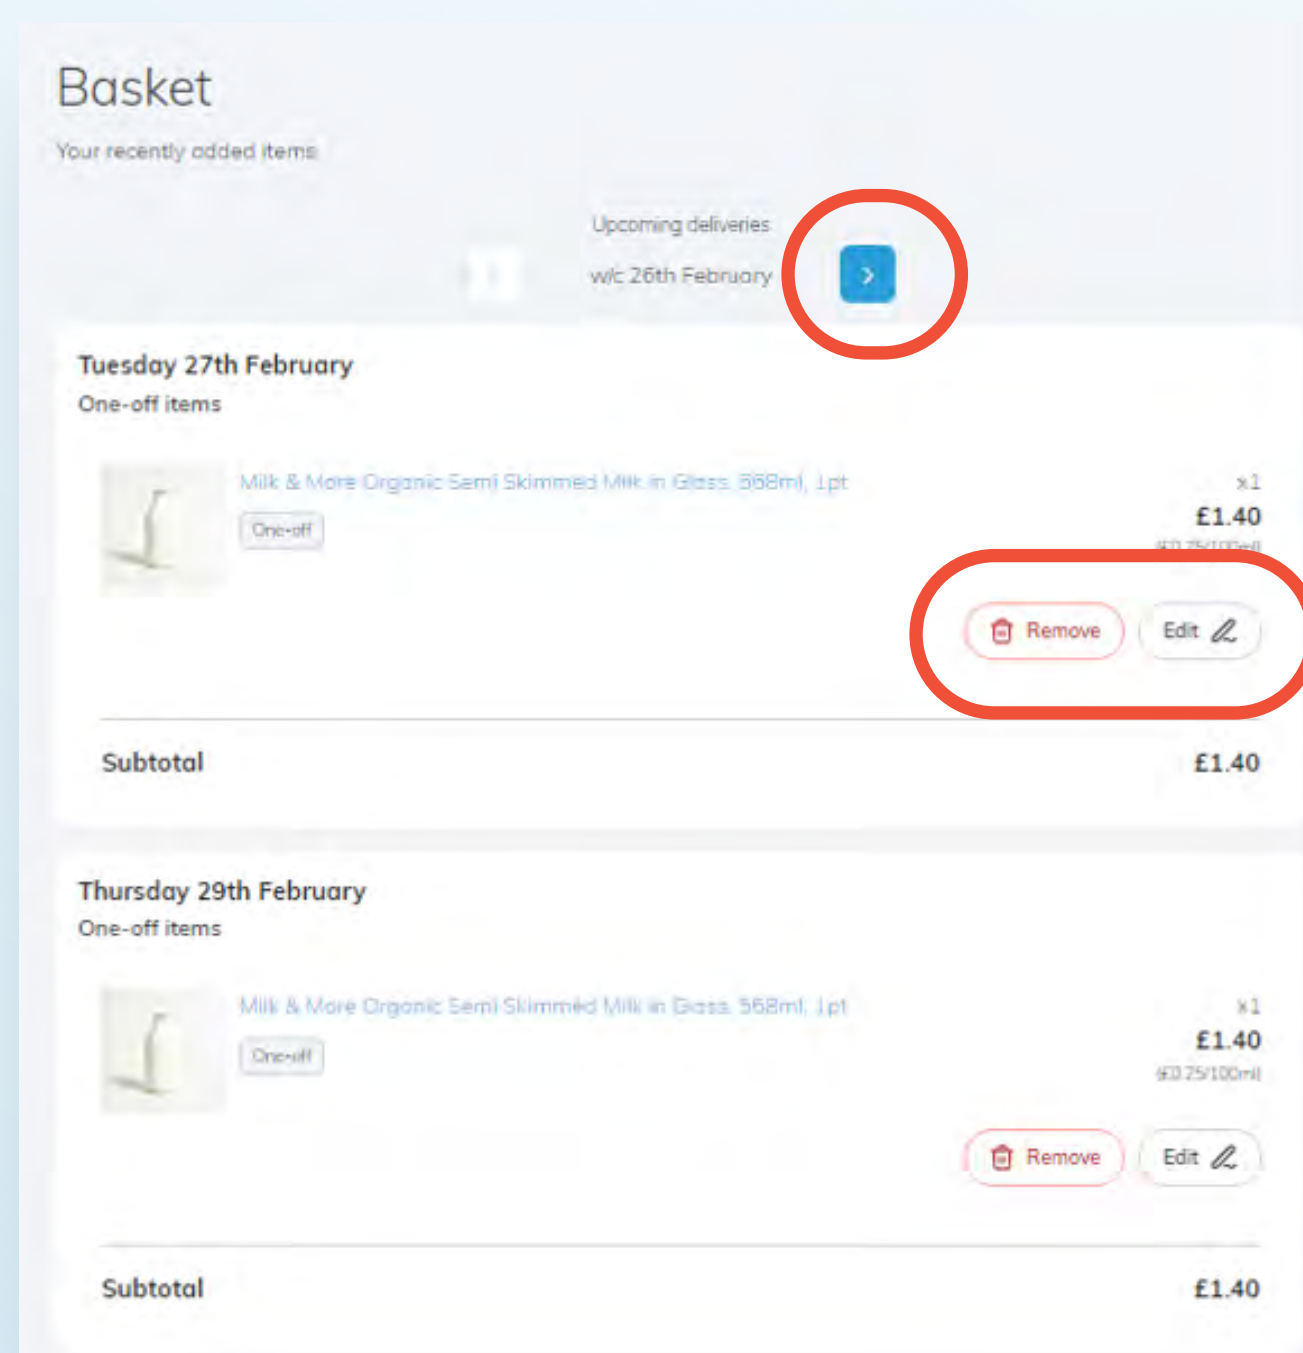 Basket
Your recently added items
Upcoming deliveries
w/c 26th February
Tuesday 27th February
One-off items
Milk & More Organic Semi Skimmed Milk in Glass, 568ml, 1pt
x1
One-off
£1.40
(£0.25/100ml)
Remove
Edit
Subtotal
£1.40
Thursday 29th February
One-off items
Milk & More Organic Semi Skimmed Milk in Glass, 568ml, 1pt
x1
One-off
£1.40
(£0.25/100ml)
Remove
Edit
Subtotal
£1.40